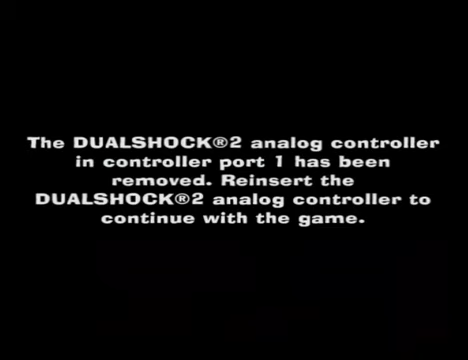 The DUALSHOCK®2 analog controller
in controller port 1 has been
removed. Reinsert the
DUALSHOCK®2 analog controller to
continue with the game.